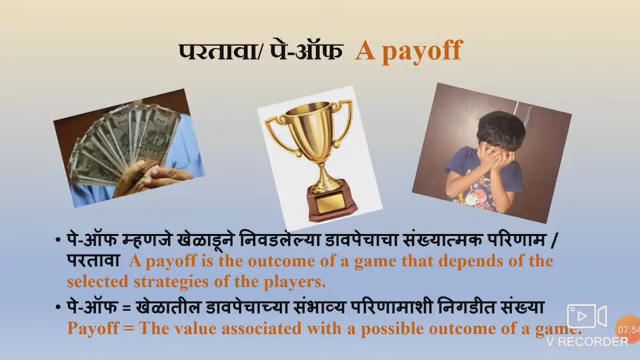 परतावा/ पे-ऑफ A payoff
• पे-ऑफ म्हणजे खेळाडूने निवडलेल्या डावपेचाचा संख्यात्मक परिणाम /
परतावा A payoff is the outcome of a game that depends of the
selected strategies of the players.
• पे-ऑफ = खेळातील डावपेचाच्या संभाव्य परिणामाशी निगडीत संख्या
Payoff = The value associated with a possible outcome of a game.
07:54
V RECORDER